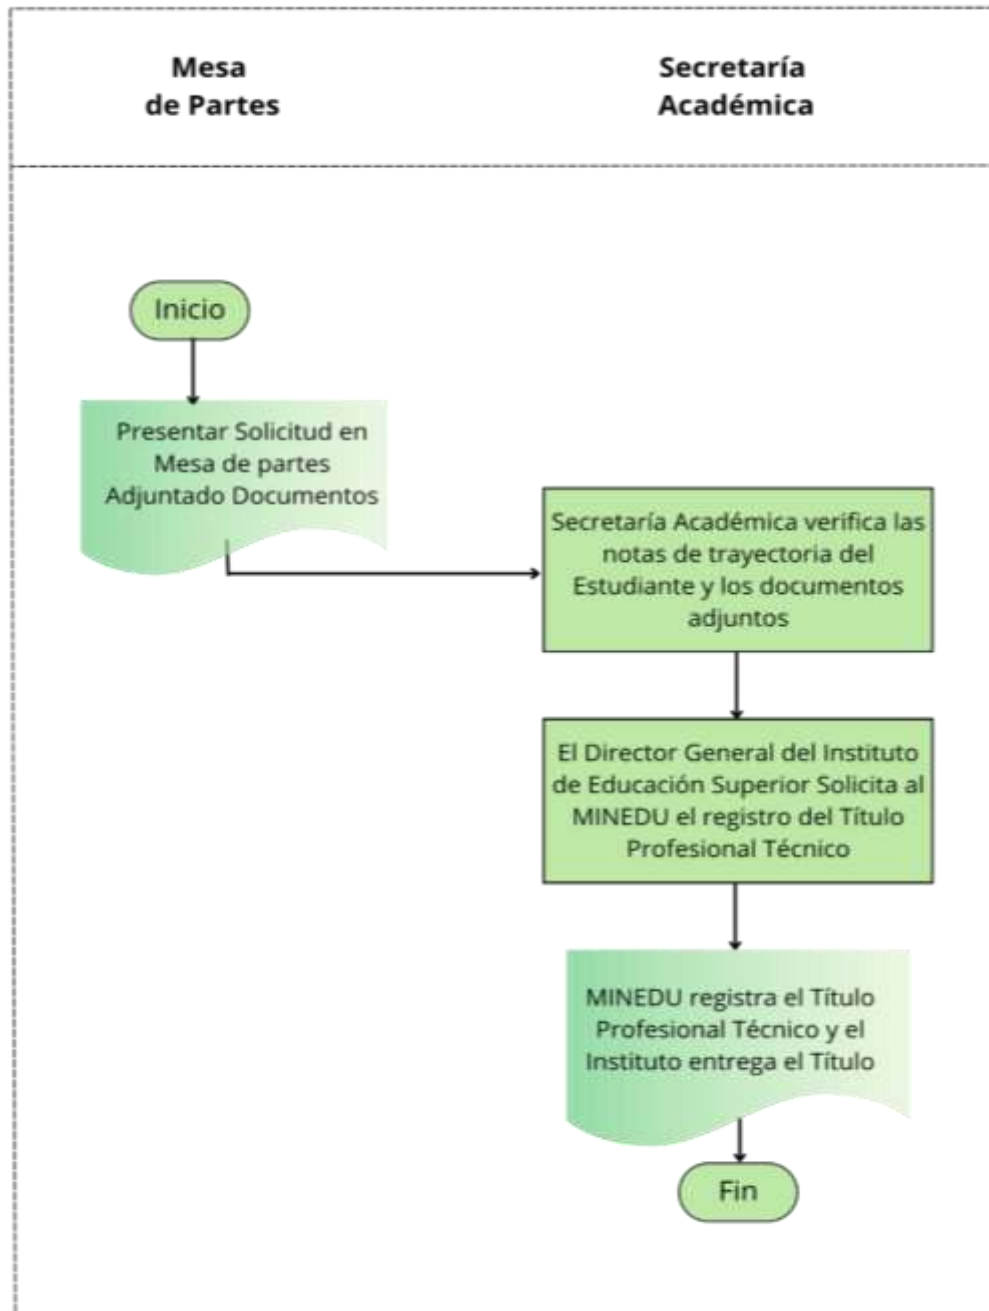 Mesa
de Partes
Secretaría
Académica
Inicio
Presentar Solicitud en
Mesa de partes
Adjuntado Documentos
Secretaría Académica verifica las
notas de trayectoria del
Estudiante y los documentos
adjuntos
El Director General del Instituto
de Educación Superior Solicita al
MINEDU el registro del Título
Profesional Técnico
MINEDU registra el Título
Profesional Técnico y el
Instituto entrega el Título
Fin